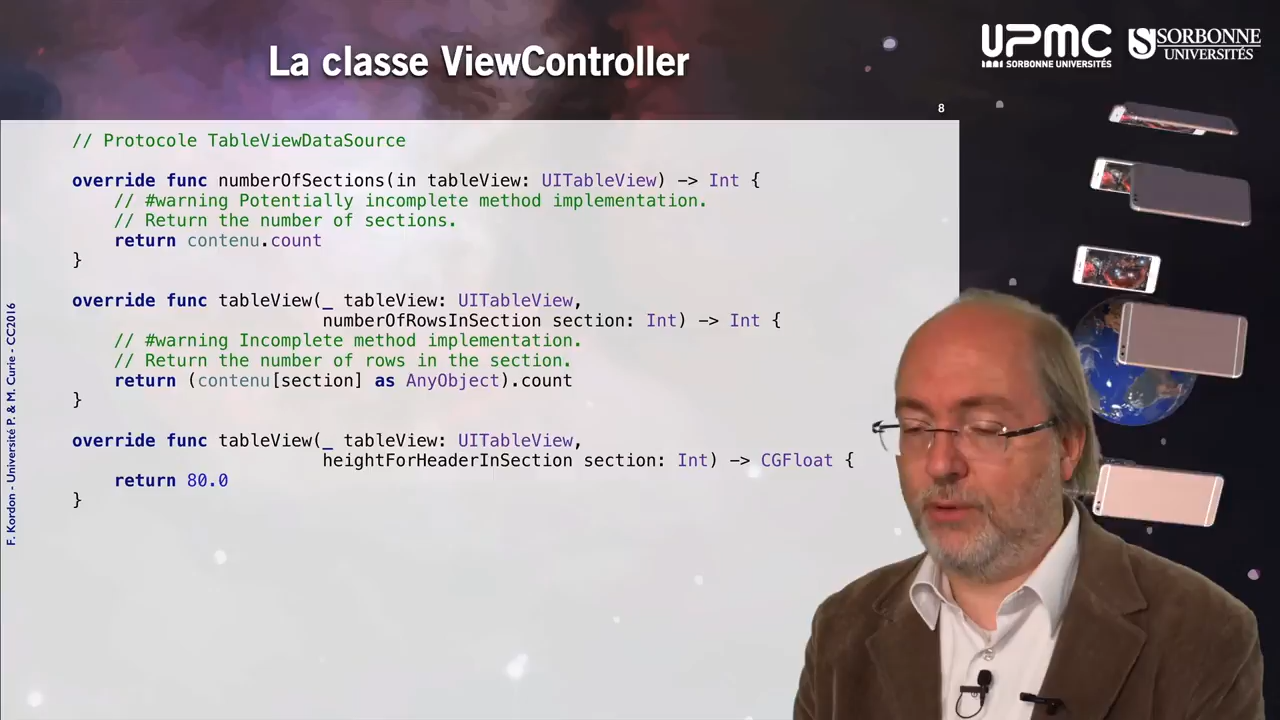 La classe ViewController
UPMC
SORBONNE UNIVERSITÉS
S SORBONNE
UNIVERSITÉS
8
// Protocole TableViewDataSource
override func numberOfSections(in tableView: UITableView) -> Int {
// #warning Potentially incomplete method implementation.
// Return the number of sections.
return contenu.count
}
override func tableView(_ tableView: UITableView,
numberOfRowsInSection section: Int) -> Int {
// #warning Incomplete method implementation.
// Return the number of rows in the section.
return (contenu[section] as AnyObject).count
}
override func tableView(_ tableView: UITableView,
heightForHeaderInSection section: Int) -> CGFloat {
return 80.0
}
F. Kordon - Université P. & M. Curie - CC2016